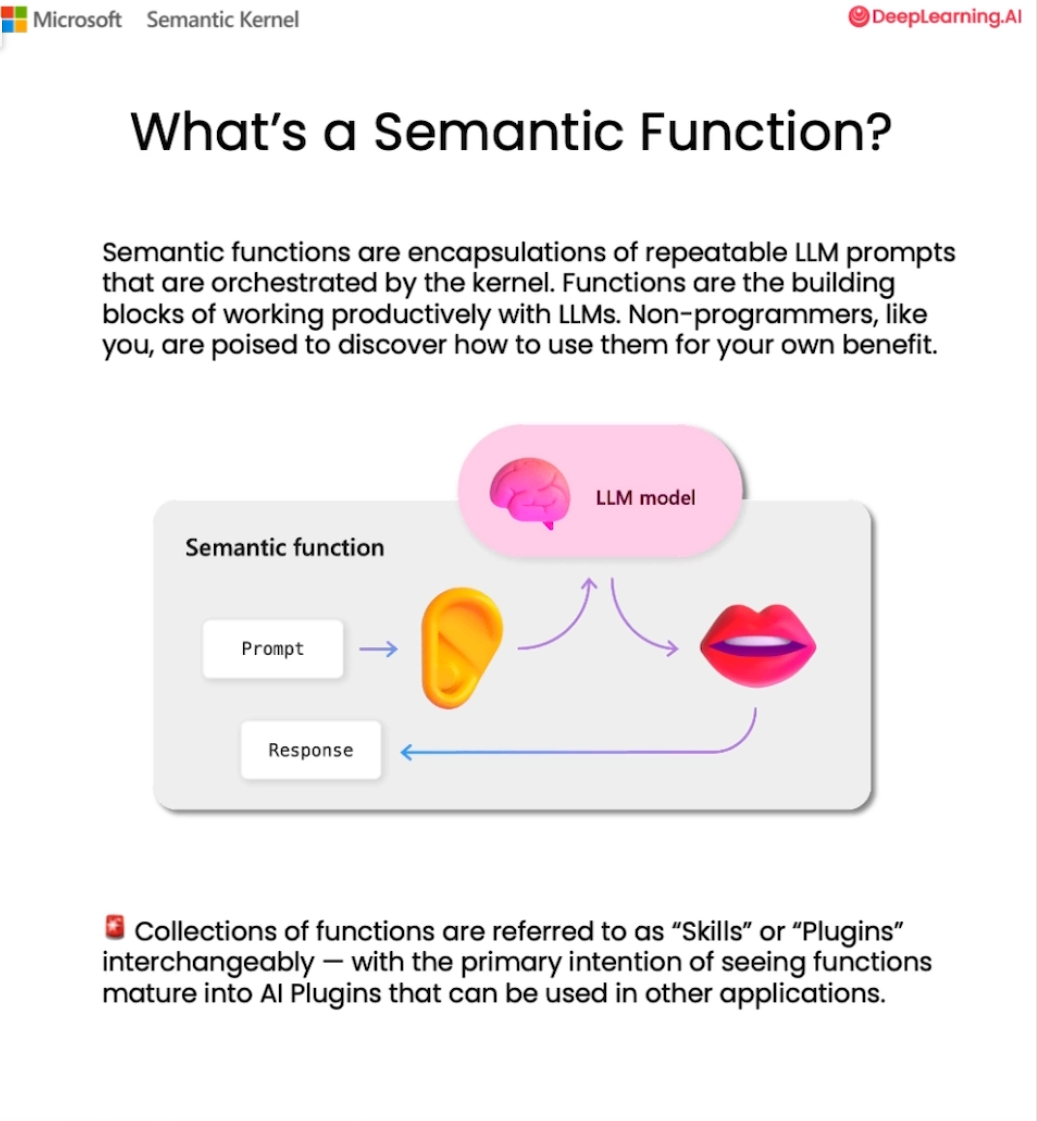 Microsoft Semantic Kernel
DeepLearning.AI
What’s a Semantic Function?
Semantic functions are encapsulations of repeatable LLM prompts
that are orchestrated by the kernel. Functions are the building
blocks of working productively with LLMs. Non-programmers, like
you, are poised to discover how to use them for your own benefit.
LLM model
Semantic function
Prompt
Response
Collections of functions are referred to as “Skills” or “Plugins”
interchangeably — with the primary intention of seeing functions
mature into AI Plugins that can be used in other applications.